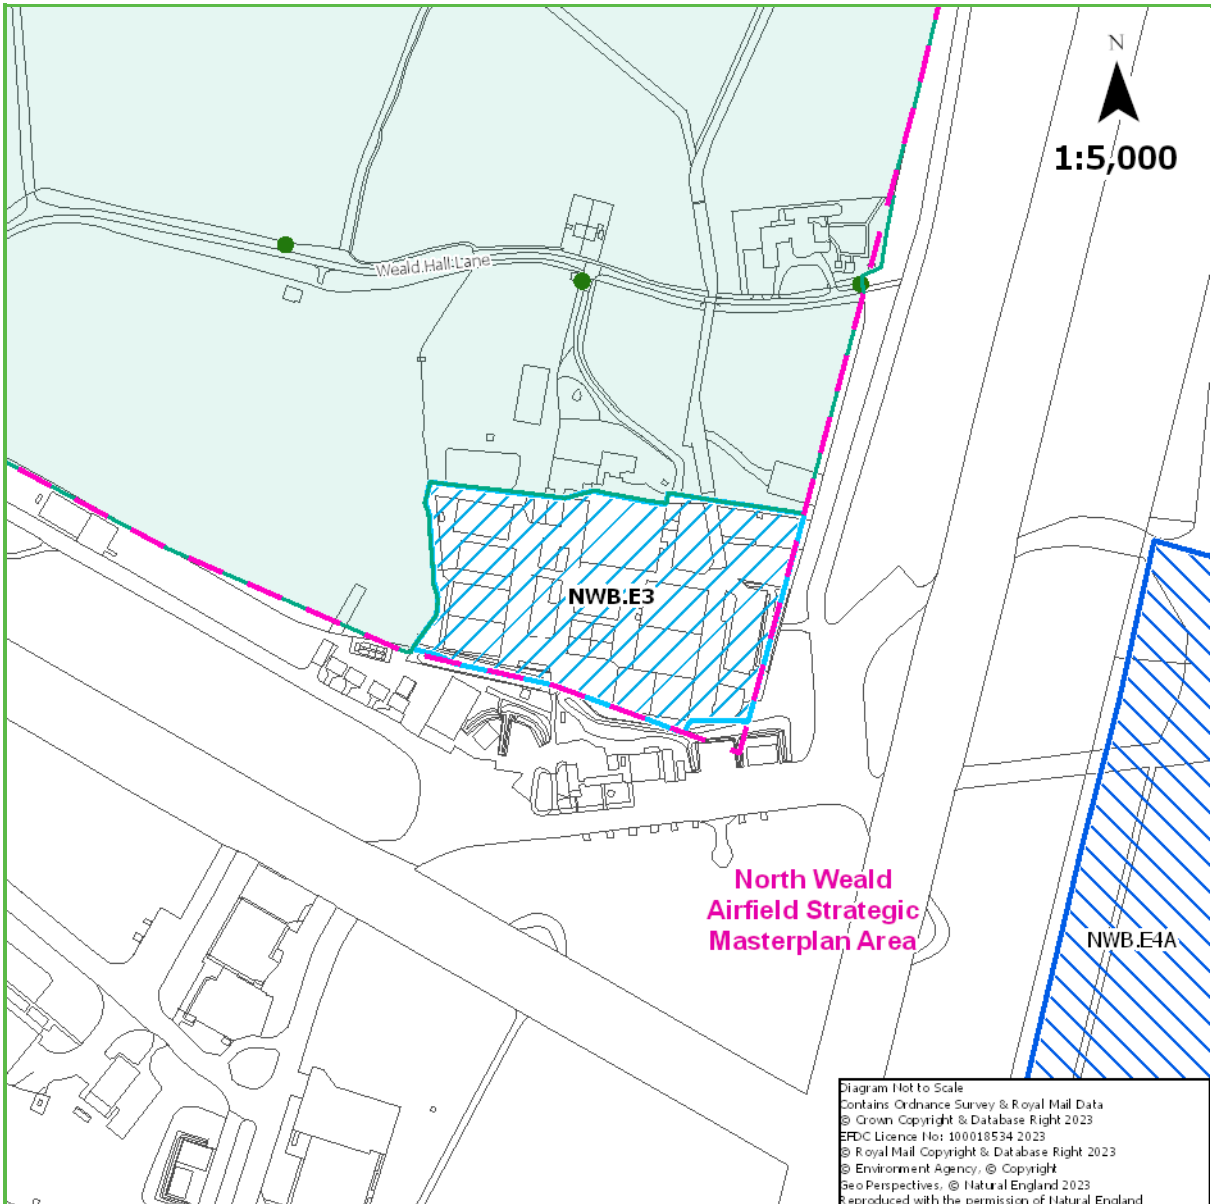 N
1:5,000
Weald Hall Lane
NWB.E3
North Weald
Airfield Strategic
Masterplan Area
NWB.E4A
Diagram Not to Scale
Contains Ordnance Survey & Royal Mail Data
© Crown Copyright & Database Right 2023
EFDC Licence No: 100018534 2023
© Royal Mail Copyright & Database Right 2023
© Environment Agency, © Copyright
Geo Perspectives, © Natural England 2023
Reproduced with the permission of Natural England